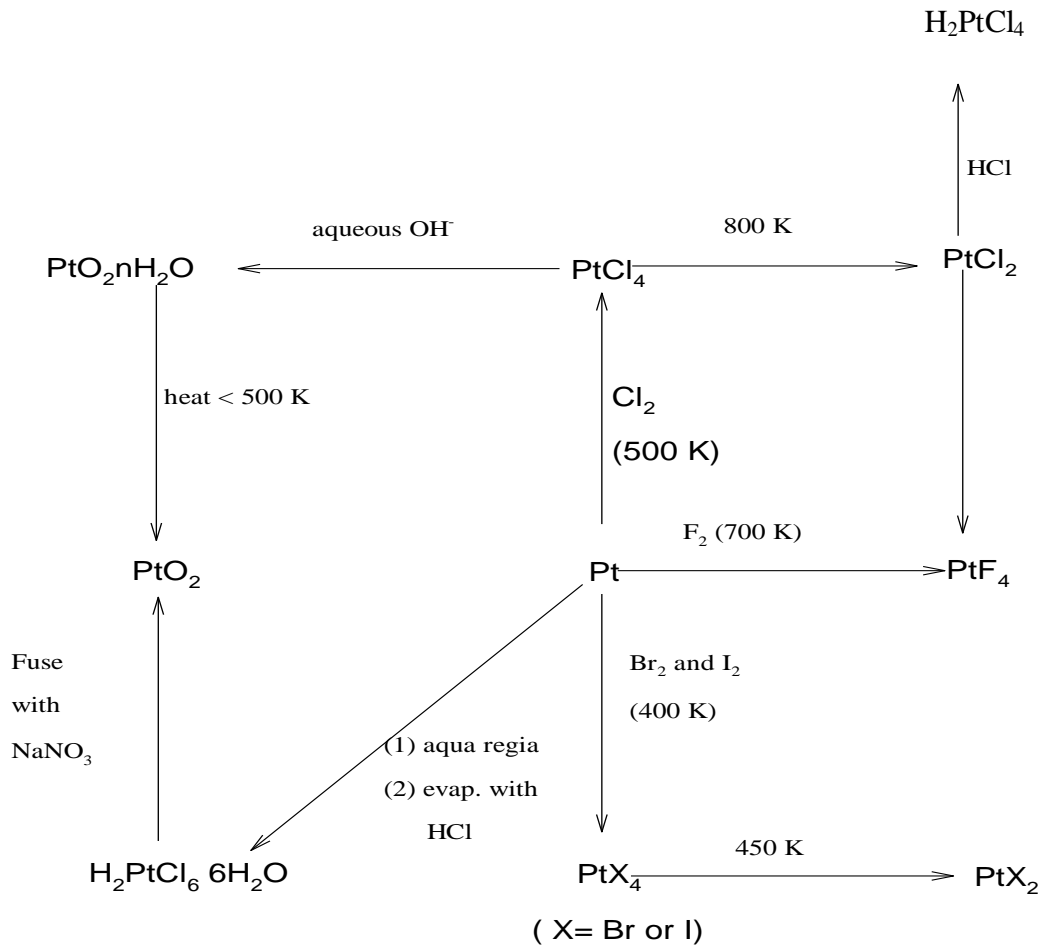 H₂PtCl₄
HCl
aqueous OH⁻
800 K
PtO₂nH₂O
PtCl₄
PtCl₂
heat < 500 K
Cl₂
(500 K)
F₂ (700 K)
PtO₂
Pt
PtF₄
Fuse
with
NaNO₃
Br₂ and I₂
(400 K)
(1) aqua regia
(2) evap. with
HCl
450 K
H₂PtCl₆ 6H₂O
PtX₄
PtX₂
( X= Br or I)